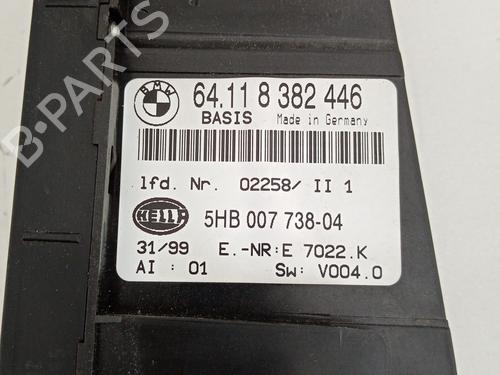 BMW
64.11 8 382 446
BASIS Made in Germany
lfd. Nr. 02258/ II 1
HELLA 5HB 007 738-04
31/99 E.-NR:E 7022.K
AI : 01 Sw: V004.0
B-PARTS